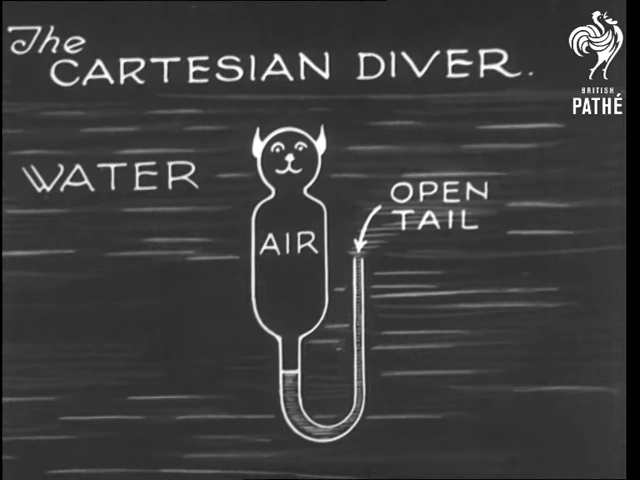 The
CARTESIAN DIVER.
BRITISH
PATHÉ
WATER
OPEN
TAIL
AIR